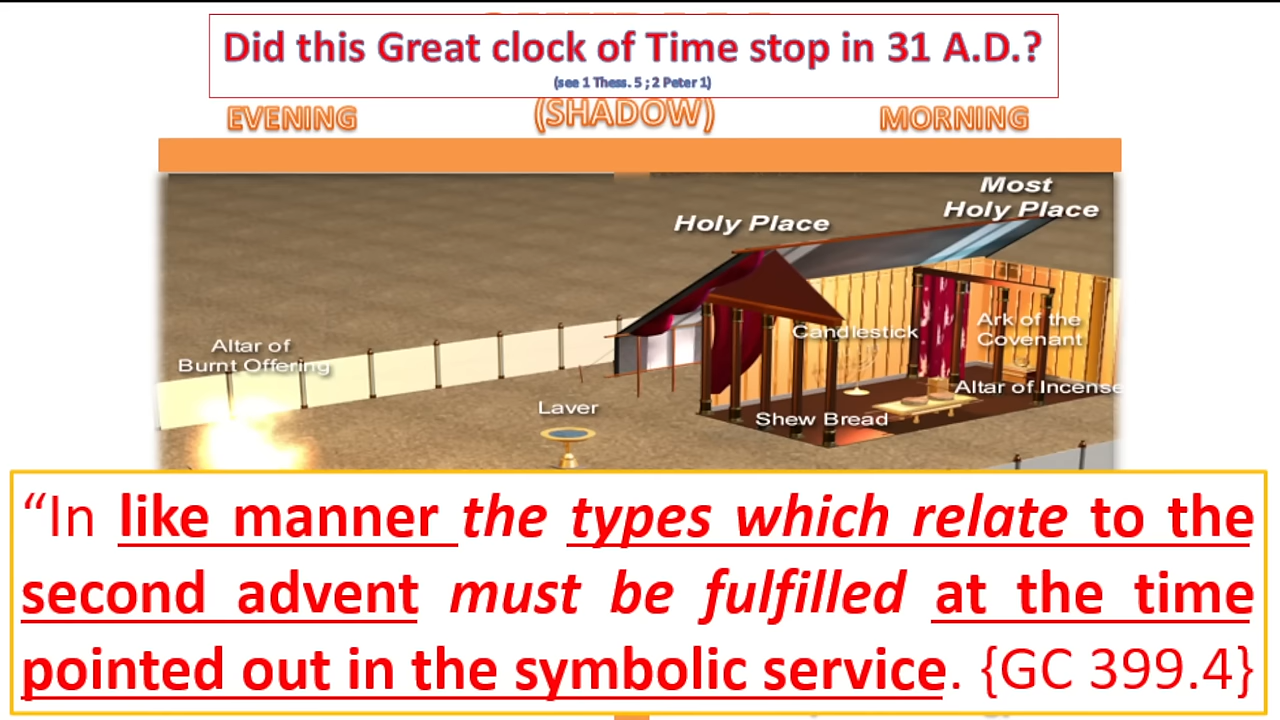 Did this Great clock of Time stop in 31 A.D.?
(see 1 Thess. 5 ; 2 Peter 1)
EVENING
(SHADOW)
MORNING
Most
Holy Place
Holy Place
Altar of
Burnt Offering
Candlestick
Ark of the
Covenant
Altar of Incense
Laver
Shew Bread
“In like manner the types which relate to the
second advent must be fulfilled at the time
pointed out in the symbolic service. {GC 399.4}